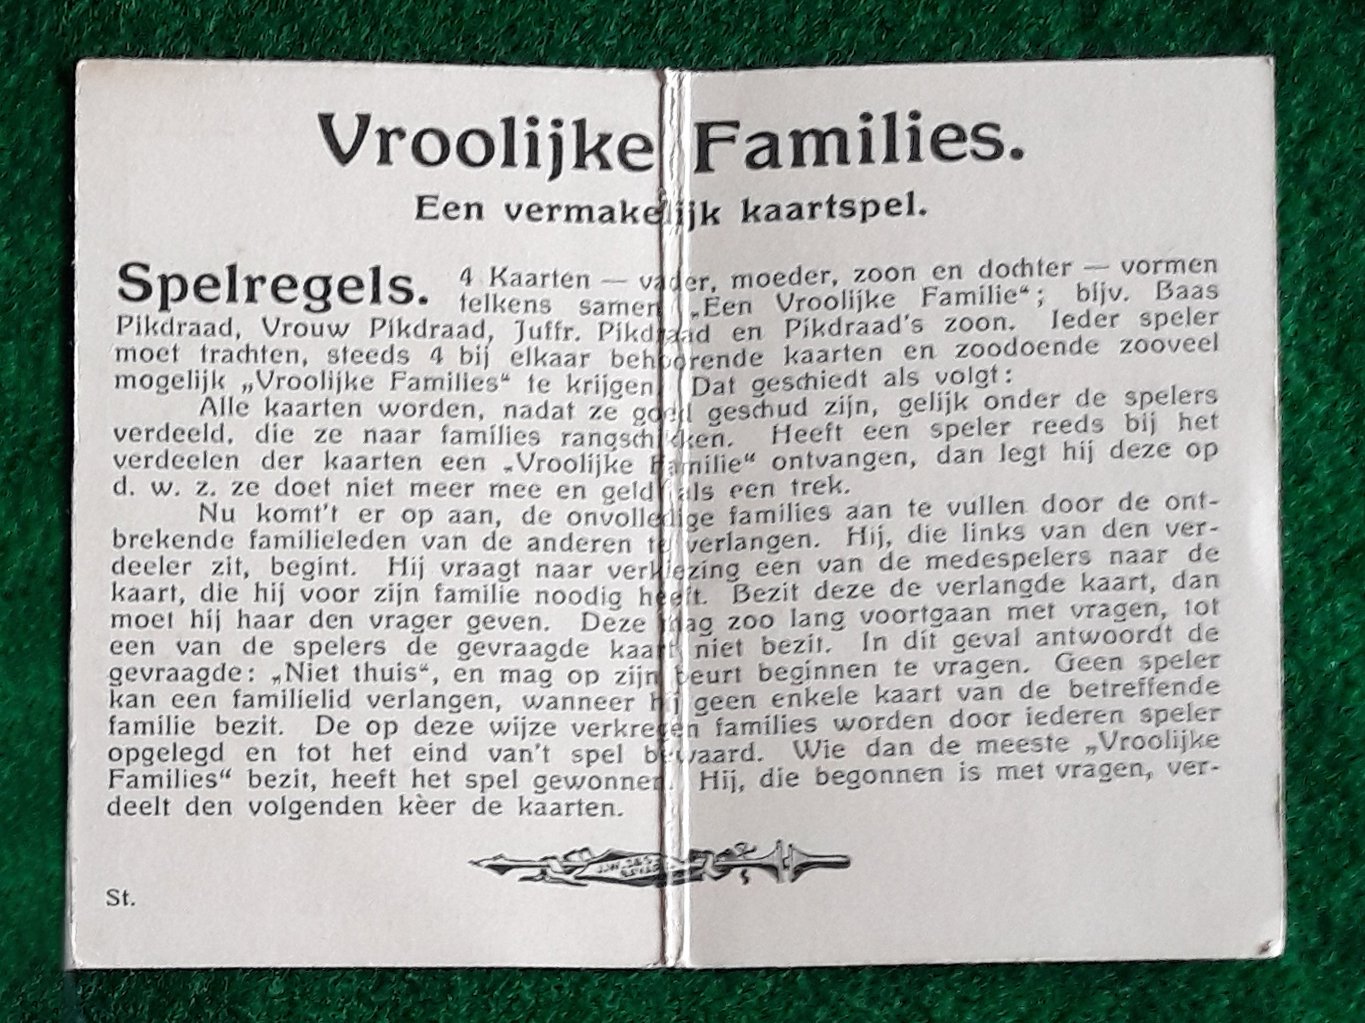 Vroolijke Families.
Een vermakelijk kaartspel.
Spelregels. 4 Kaarten — vader, moeder, zoon en dochter — vormen
telkens samen „Een Vroolijke Familie“; bijv. Baas
Pikdraad, Vrouw Pikdraad, Juffr. Pikdraad en Pikdraad's zoon. Ieder speler
moet trachten, steeds 4 bij elkaar behoorende kaarten en zoodoende zooveel
mogelijk „Vroolijke Families“ te krijgen. Dat geschiedt als volgt:
Alle kaarten worden, nadat ze goed geschud zijn, gelijk onder de spelers
verdeeld, die ze naar families rangschikken. Heeft een speler reeds bij het
verdeelen der kaarten een „Vroolijke Familie“ ontvangen, dan legt hij deze op
d. w. z. ze doet niet meer mee en geldt als een trek.
Nu komt't er op aan, de onvolledige families aan te vullen door de ont-
brekende familieleden van de anderen te verlangen. Hij, die links van den ver-
deeler zit, begint. Hij vraagt naar verkiezing een van de medespelers naar de
kaart, die hij voor zijn familie noodig heeft. Bezit deze de verlangde kaart, dan
moet hij haar den vrager geven. Deze mag zoo lang voortgaan met vragen, tot
een van de spelers de gevraagde kaart niet bezit. In dit geval antwoordt de
gevraagde: „Niet thuis“, en mag op zijn beurt beginnen te vragen. Geen speler
kan een familielid verlangen, wanneer hij geen enkele kaart van de betreffende
familie bezit. De op deze wijze verkregen families worden door iederen speler
opgelegd en tot het eind van't spel bewaard. Wie dan de meeste „Vroolijke
Families“ bezit, heeft het spel gewonnen. Hij, die begonnen is met vragen, ver-
deelt den volgenden kèer de kaarten.
St.